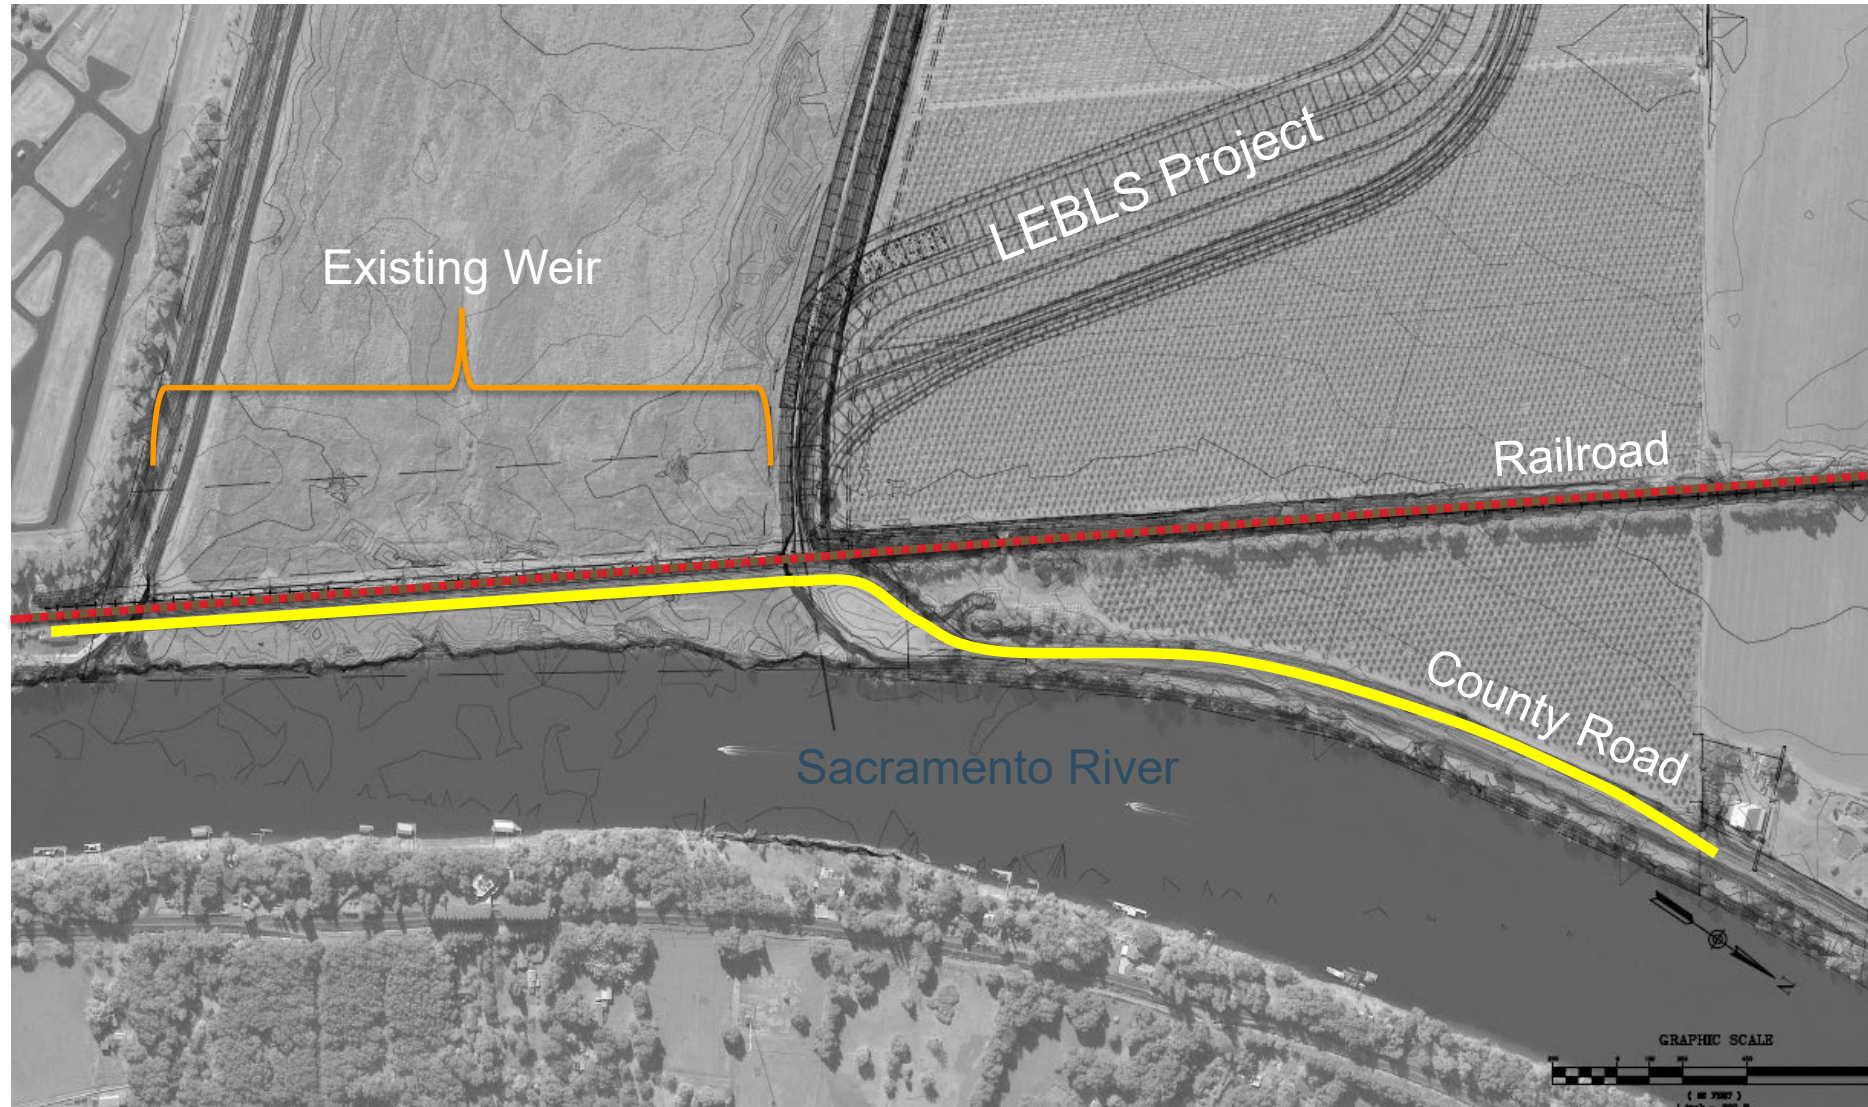 LEBLS Project
Existing Weir
Railroad
County Road
Sacramento River
N
GRAPHIC SCALE